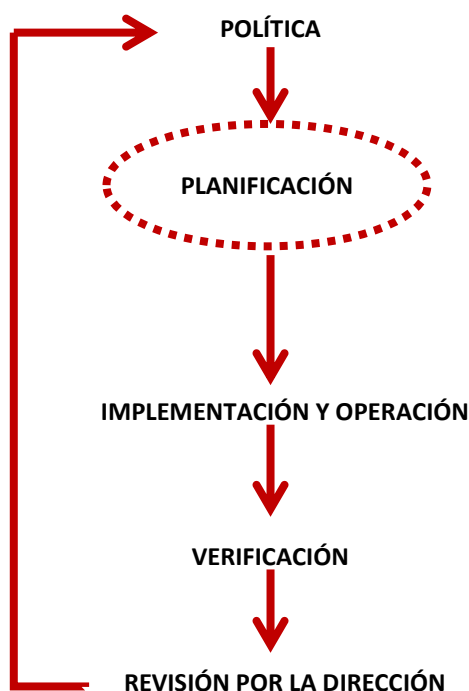 POLÍTICA
PLANIFICACIÓN
IMPLEMENTACIÓN Y OPERACIÓN
VERIFICACIÓN
REVISIÓN POR LA DIRECCIÓN